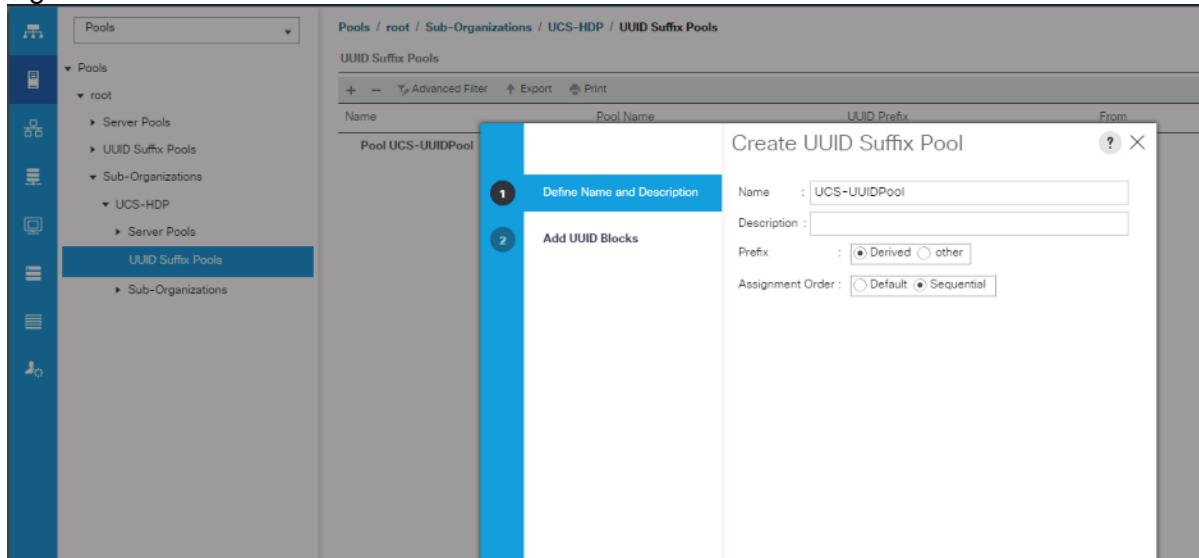 Pools
Pools
root
Server Pools
UUID Suffix Pools
Sub-Organizations
UCS-HDP
Server Pools
UUID Suffix Pools
Sub-Organizations
Pools / root / Sub-Organizations / UCS-HDP / UUID Suffix Pools
UUID Suffix Pools
+ − Advanced Filter Export Print
Name Pool Name UUID Prefix From
Pool UCS-UUIDPool
Create UUID Suffix Pool ? ×
1 Define Name and Description
2 Add UUID Blocks
Name : UCS-UUIDPool
Description :
Prefix : Derived other
Assignment Order : Default Sequential